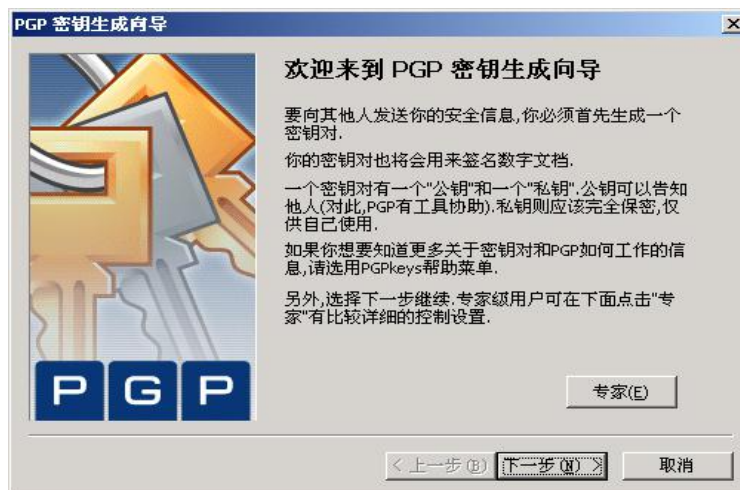 PGP 密钥生成向导
欢迎来到 PGP 密钥生成向导
要向其他人发送你的安全信息,你必须首先生成一个
密钥对.
你的密钥对也将会用来签名数字文档.
一个密钥对有一个"公钥"和一个"私钥".公钥可以告知
他人(对此,PGP有工具协助).私钥则应该完全保密,仅
供自己使用.
如果你想要知道更多关于密钥对和PGP如何工作的信
息,请选用PGPkeys帮助菜单.
另外,选择下一步继续.专家级用户可在下面点击"专
家"有比较详细的控制设置.
P G P
专家(E)
< 上一步(B) 下一步(N) > 取消